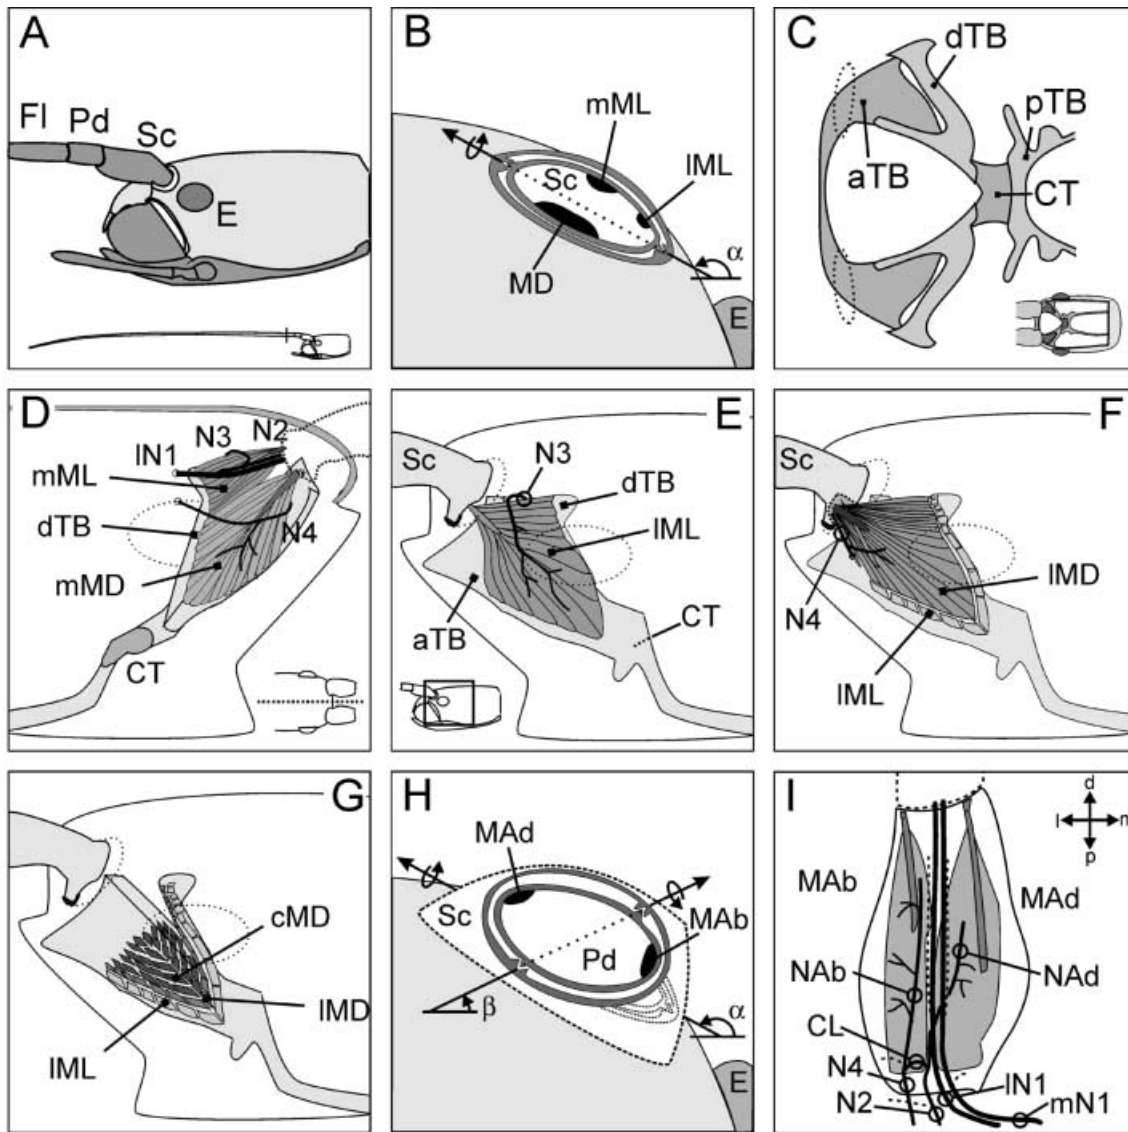 A
Fl Pd Sc
E
B
mML
lML
Sc
α
MD
E
C
dTB
pTB
aTB
CT
D
N3 N2
lN1
mML
dTB
N4
mMD
CT
E
Sc
N3
dTB
lML
aTB
CT
F
Sc
N4
lMD
lML
G
cMD
lMD
lML
H
MAd
Sc
MAb
Pd
β
α
E
I
d
l m
p
MAb
MAd
NAb
NAd
CL
N4
lN1
N2
mN1